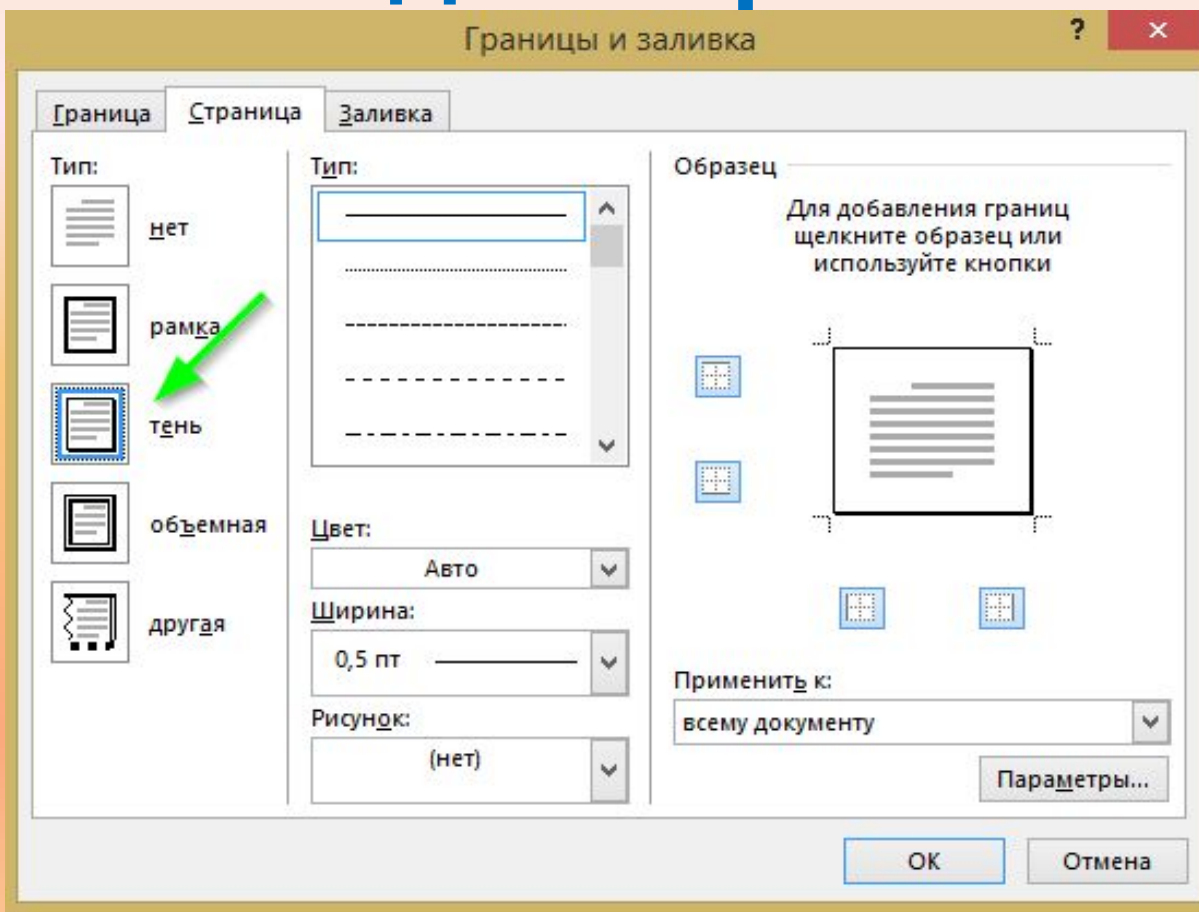 Границы и заливка
?
×
Граница Страница Заливка
Тип:
нет
рамка
тень
объемная
другая
Тип:
Цвет:
Авто
Ширина:
0,5 пт
Рисунок:
(нет)
Образец
Для добавления границ
щелкните образец или
используйте кнопки
Применить к:
всему документу
Параметры...
ОК Отмена